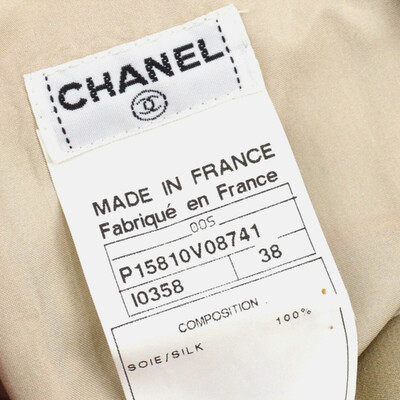 CHANEL
MADE IN FRANCE
Fabriqué en France
00S
P15810V08741
I0358 38
COMPOSITION
SOIE/SILK 100%